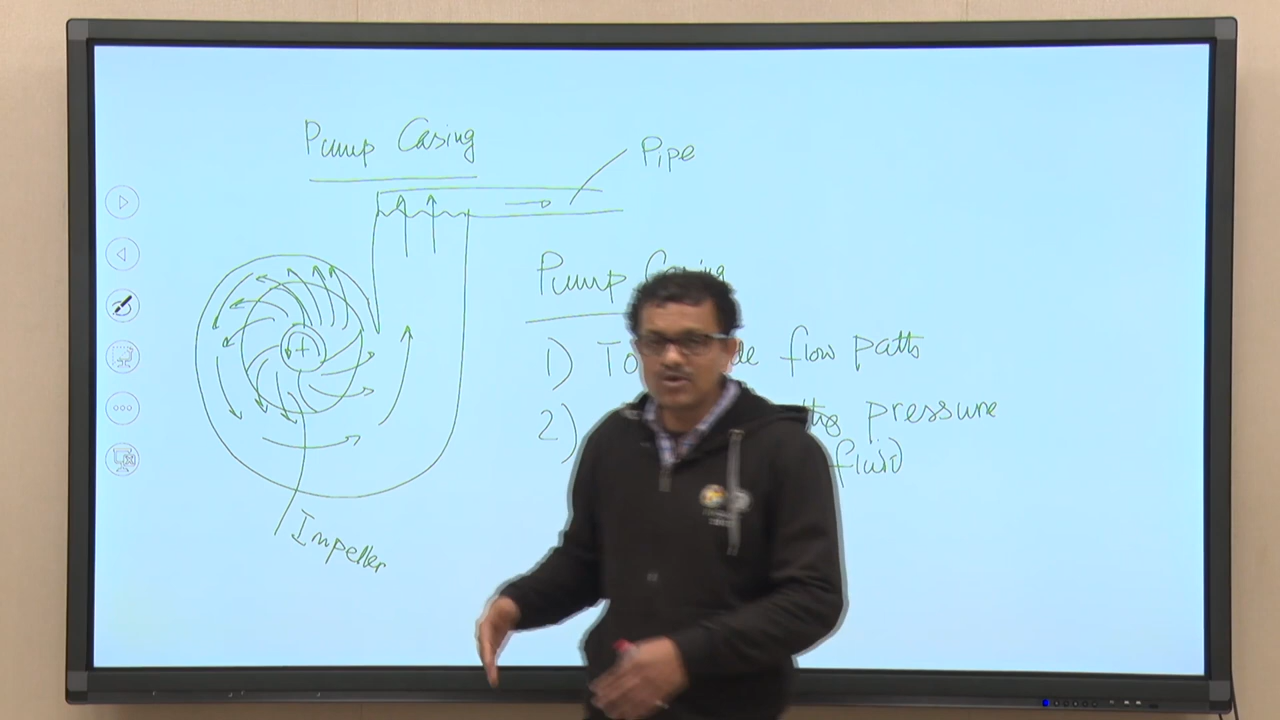 Pump Casing
Pipe
Pump Casing
1) To flow path
2) pressure
fluid
Impeller